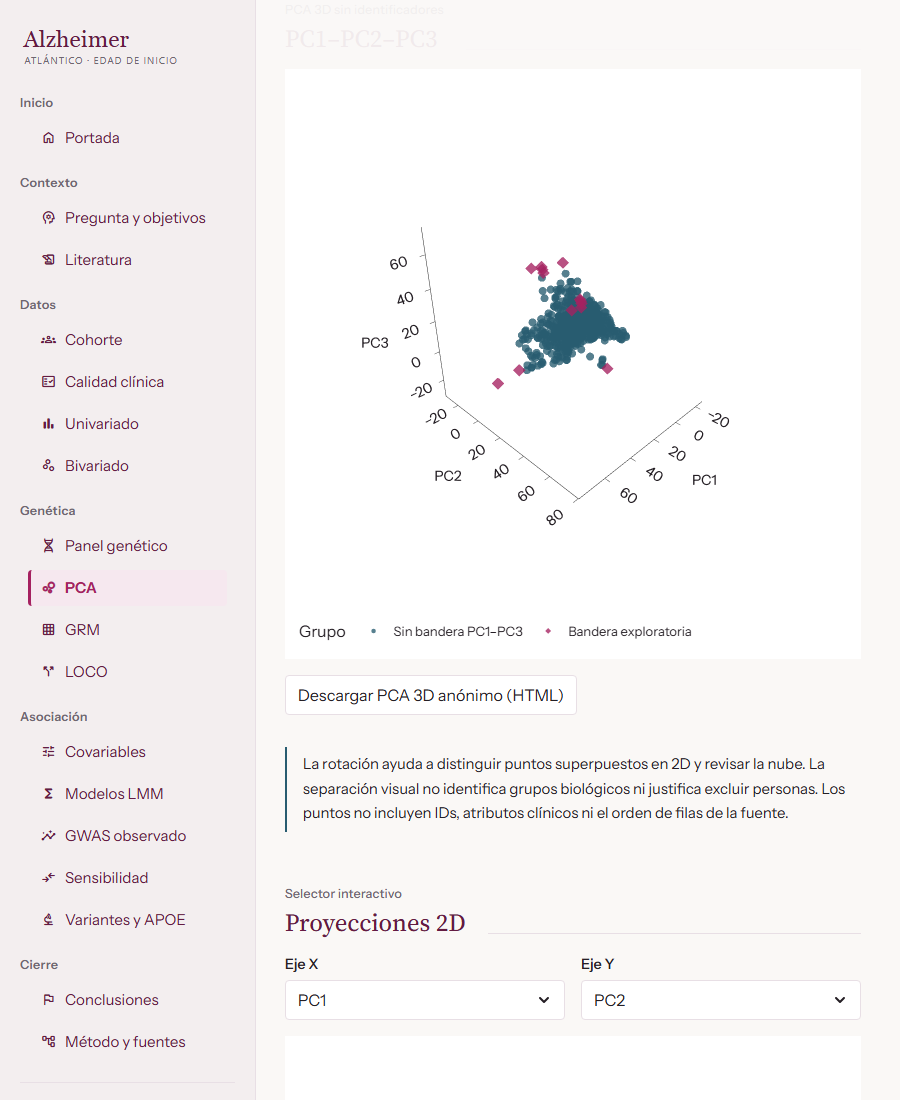 Alzheimer
ATLÁNTICO · EDAD DE INICIO
Inicio
Portada
Contexto
Pregunta y objetivos
Literatura
Datos
Cohorte
Calidad clínica
Univariado
Bivariado
Genética
Panel genético
PCA
GRM
LOCO
Asociación
Covariables
Modelos LMM
GWAS observado
Sensibilidad
Variantes y APOE
Cierre
Conclusiones
Método y fuentes
PCA 3D sin identificadores
PC1–PC2–PC3
60
40
20
0
−20
PC3
−20
0
20
40
60
80
PC2
−20
0
20
40
60
PC1
Grupo
Sin bandera PC1–PC3
Bandera exploratoria
Descargar PCA 3D anónimo (HTML)
La rotación ayuda a distinguir puntos superpuestos en 2D y revisar la nube. La
separación visual no identifica grupos biológicos ni justifica excluir personas. Los
puntos no incluyen IDs, atributos clínicos ni el orden de filas de la fuente.
Selector interactivo
Proyecciones 2D
Eje X
Eje Y
PC1
PC2